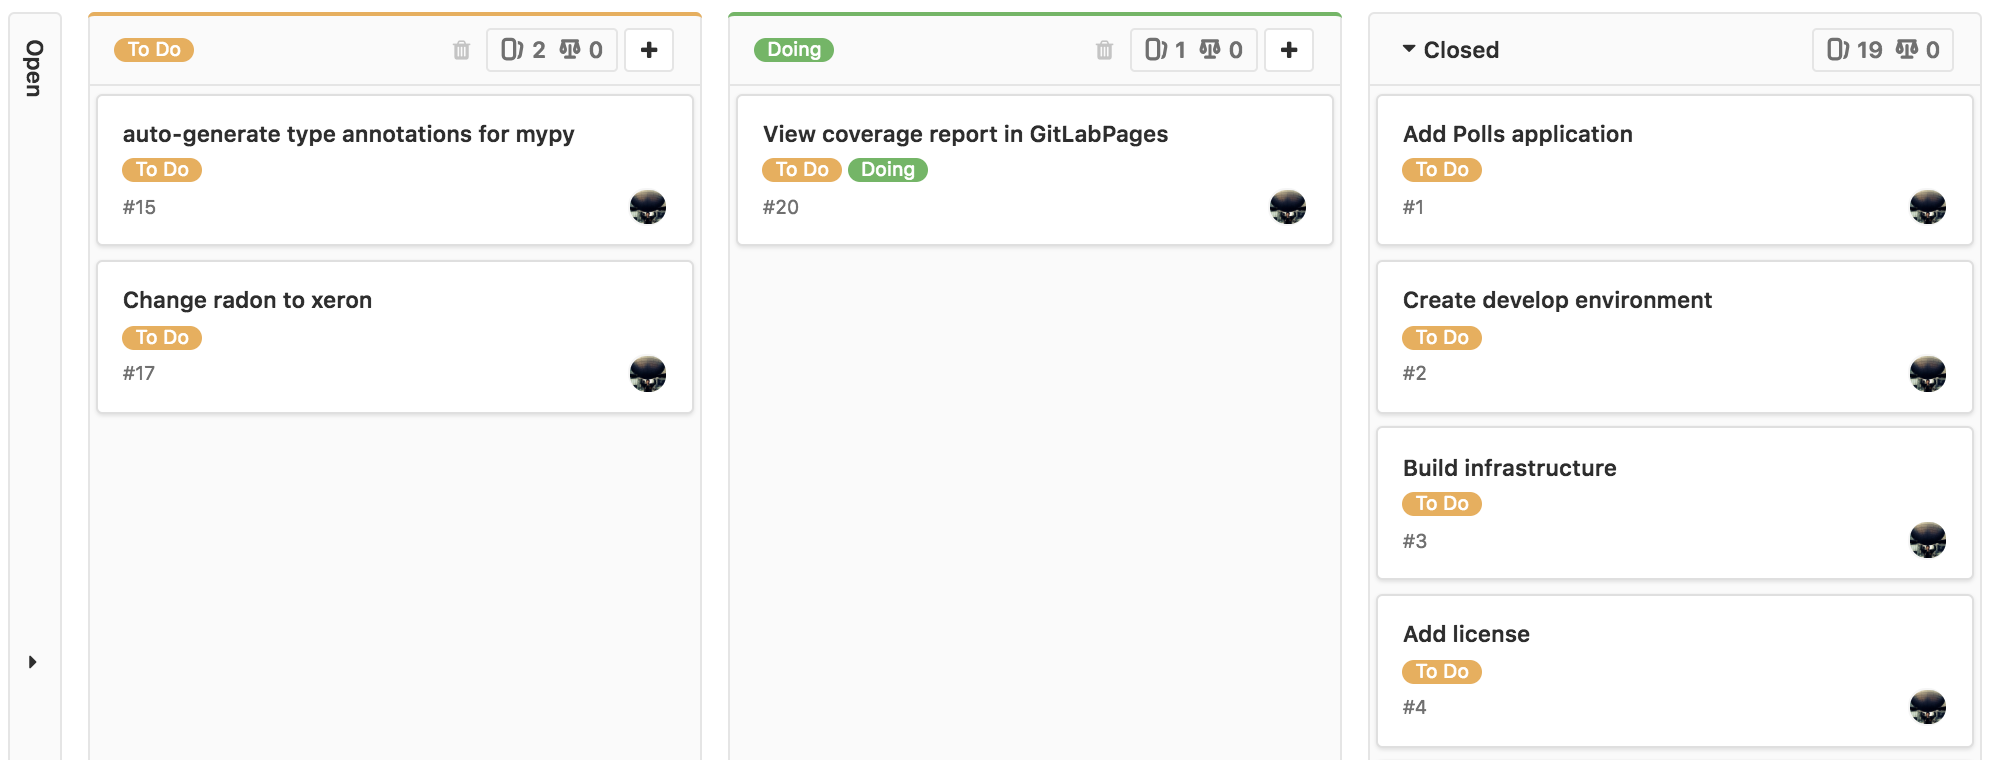 Open
To Do 2 0
auto-generate type annotations for mypy
To Do
#15
Change radon to xeron
To Do
#17
Doing 1 0
View coverage report in GitLabPages
To Do Doing
#20
Closed 19 0
Add Polls application
To Do
#1
Create develop environment
To Do
#2
Build infrastructure
To Do
#3
Add license
To Do
#4